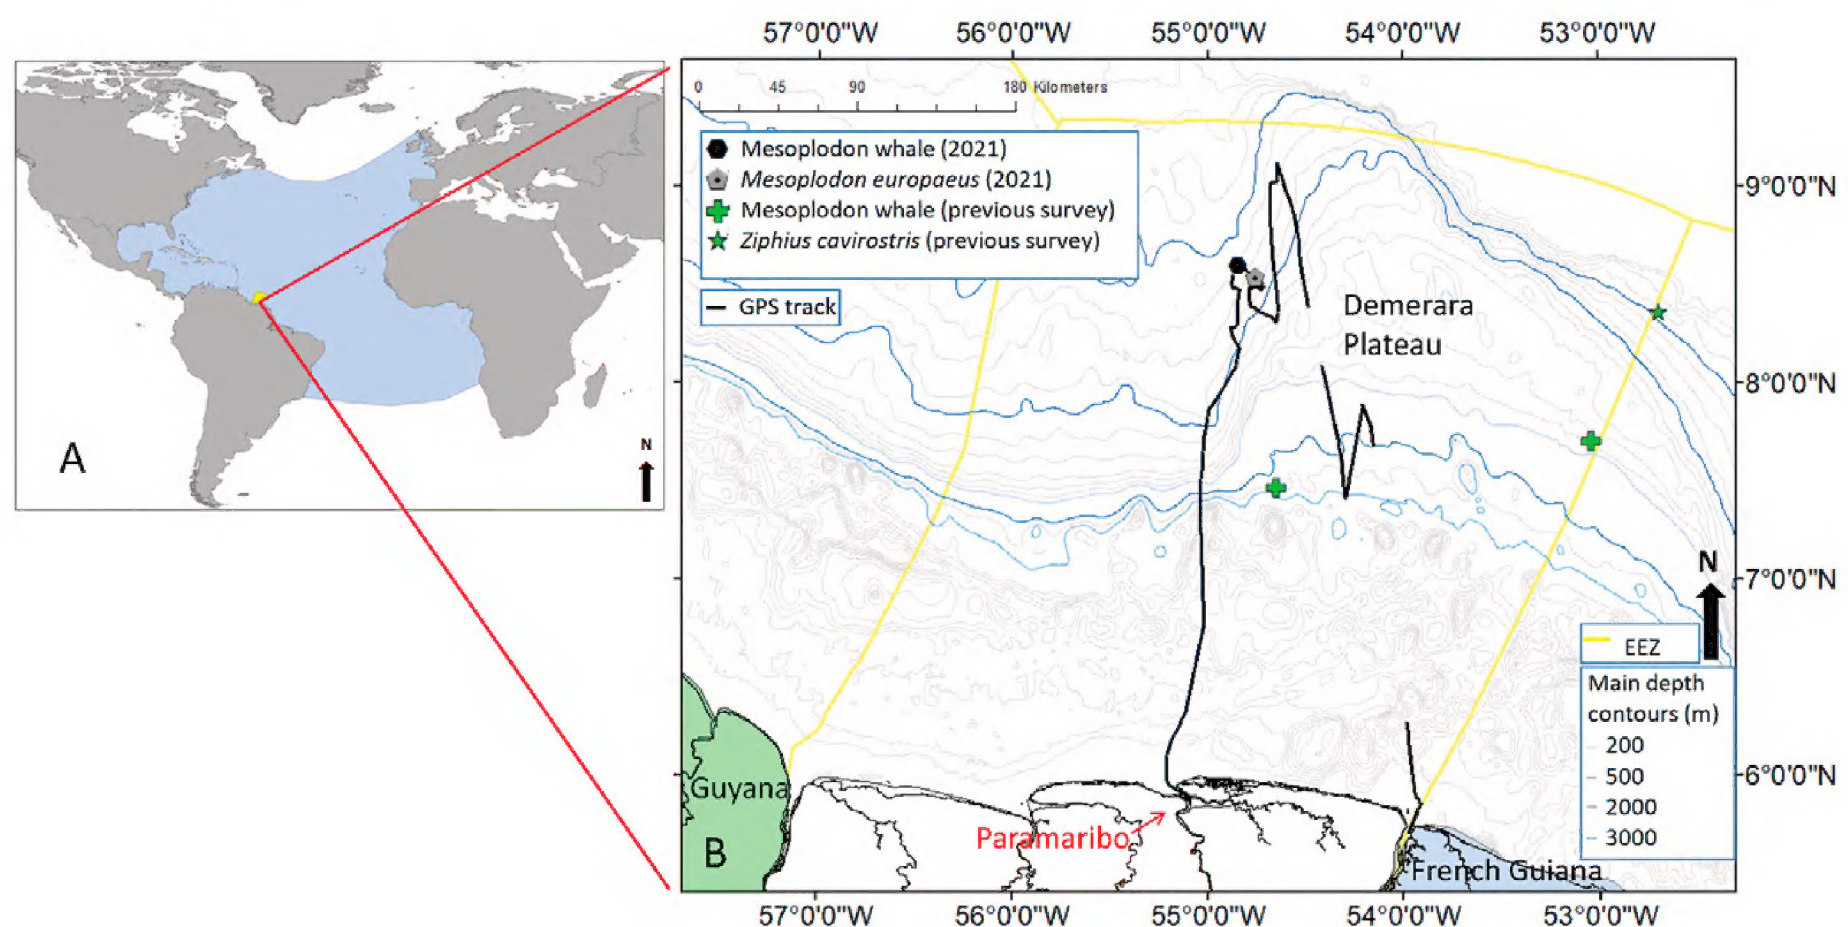 57°0'0"W 56°0'0"W 55°0'0"W 54°0'0"W 53°0'0"W
0 45 90 180 Kilometers
Mesoplodon whale (2021)
Mesoplodon europaeus (2021)
Mesoplodon whale (previous survey)
Ziphius cavirostris (previous survey)
GPS track
9°0'0"N
Demerara
Plateau
8°0'0"N
A
N
N
7°0'0"N
EEZ
Main depth
contours (m)
200
500
2000
3000
6°0'0"N
Guyana
Paramaribo
B
French Guiana
57°0'0"W 56°0'0"W 55°0'0"W 54°0'0"W 53°0'0"W